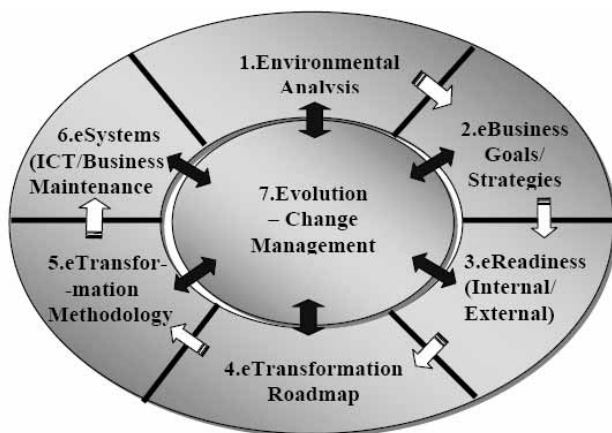 1.Environmental
Analysis
2.eBusiness
Goals/
Strategies
3.eReadiness
(Internal/
External)
4.eTransformation
Roadmap
5.eTransfor-
-mation
Methodology
6.eSystems
(ICT/Business
Maintenance
7.Evolution
– Change
Management